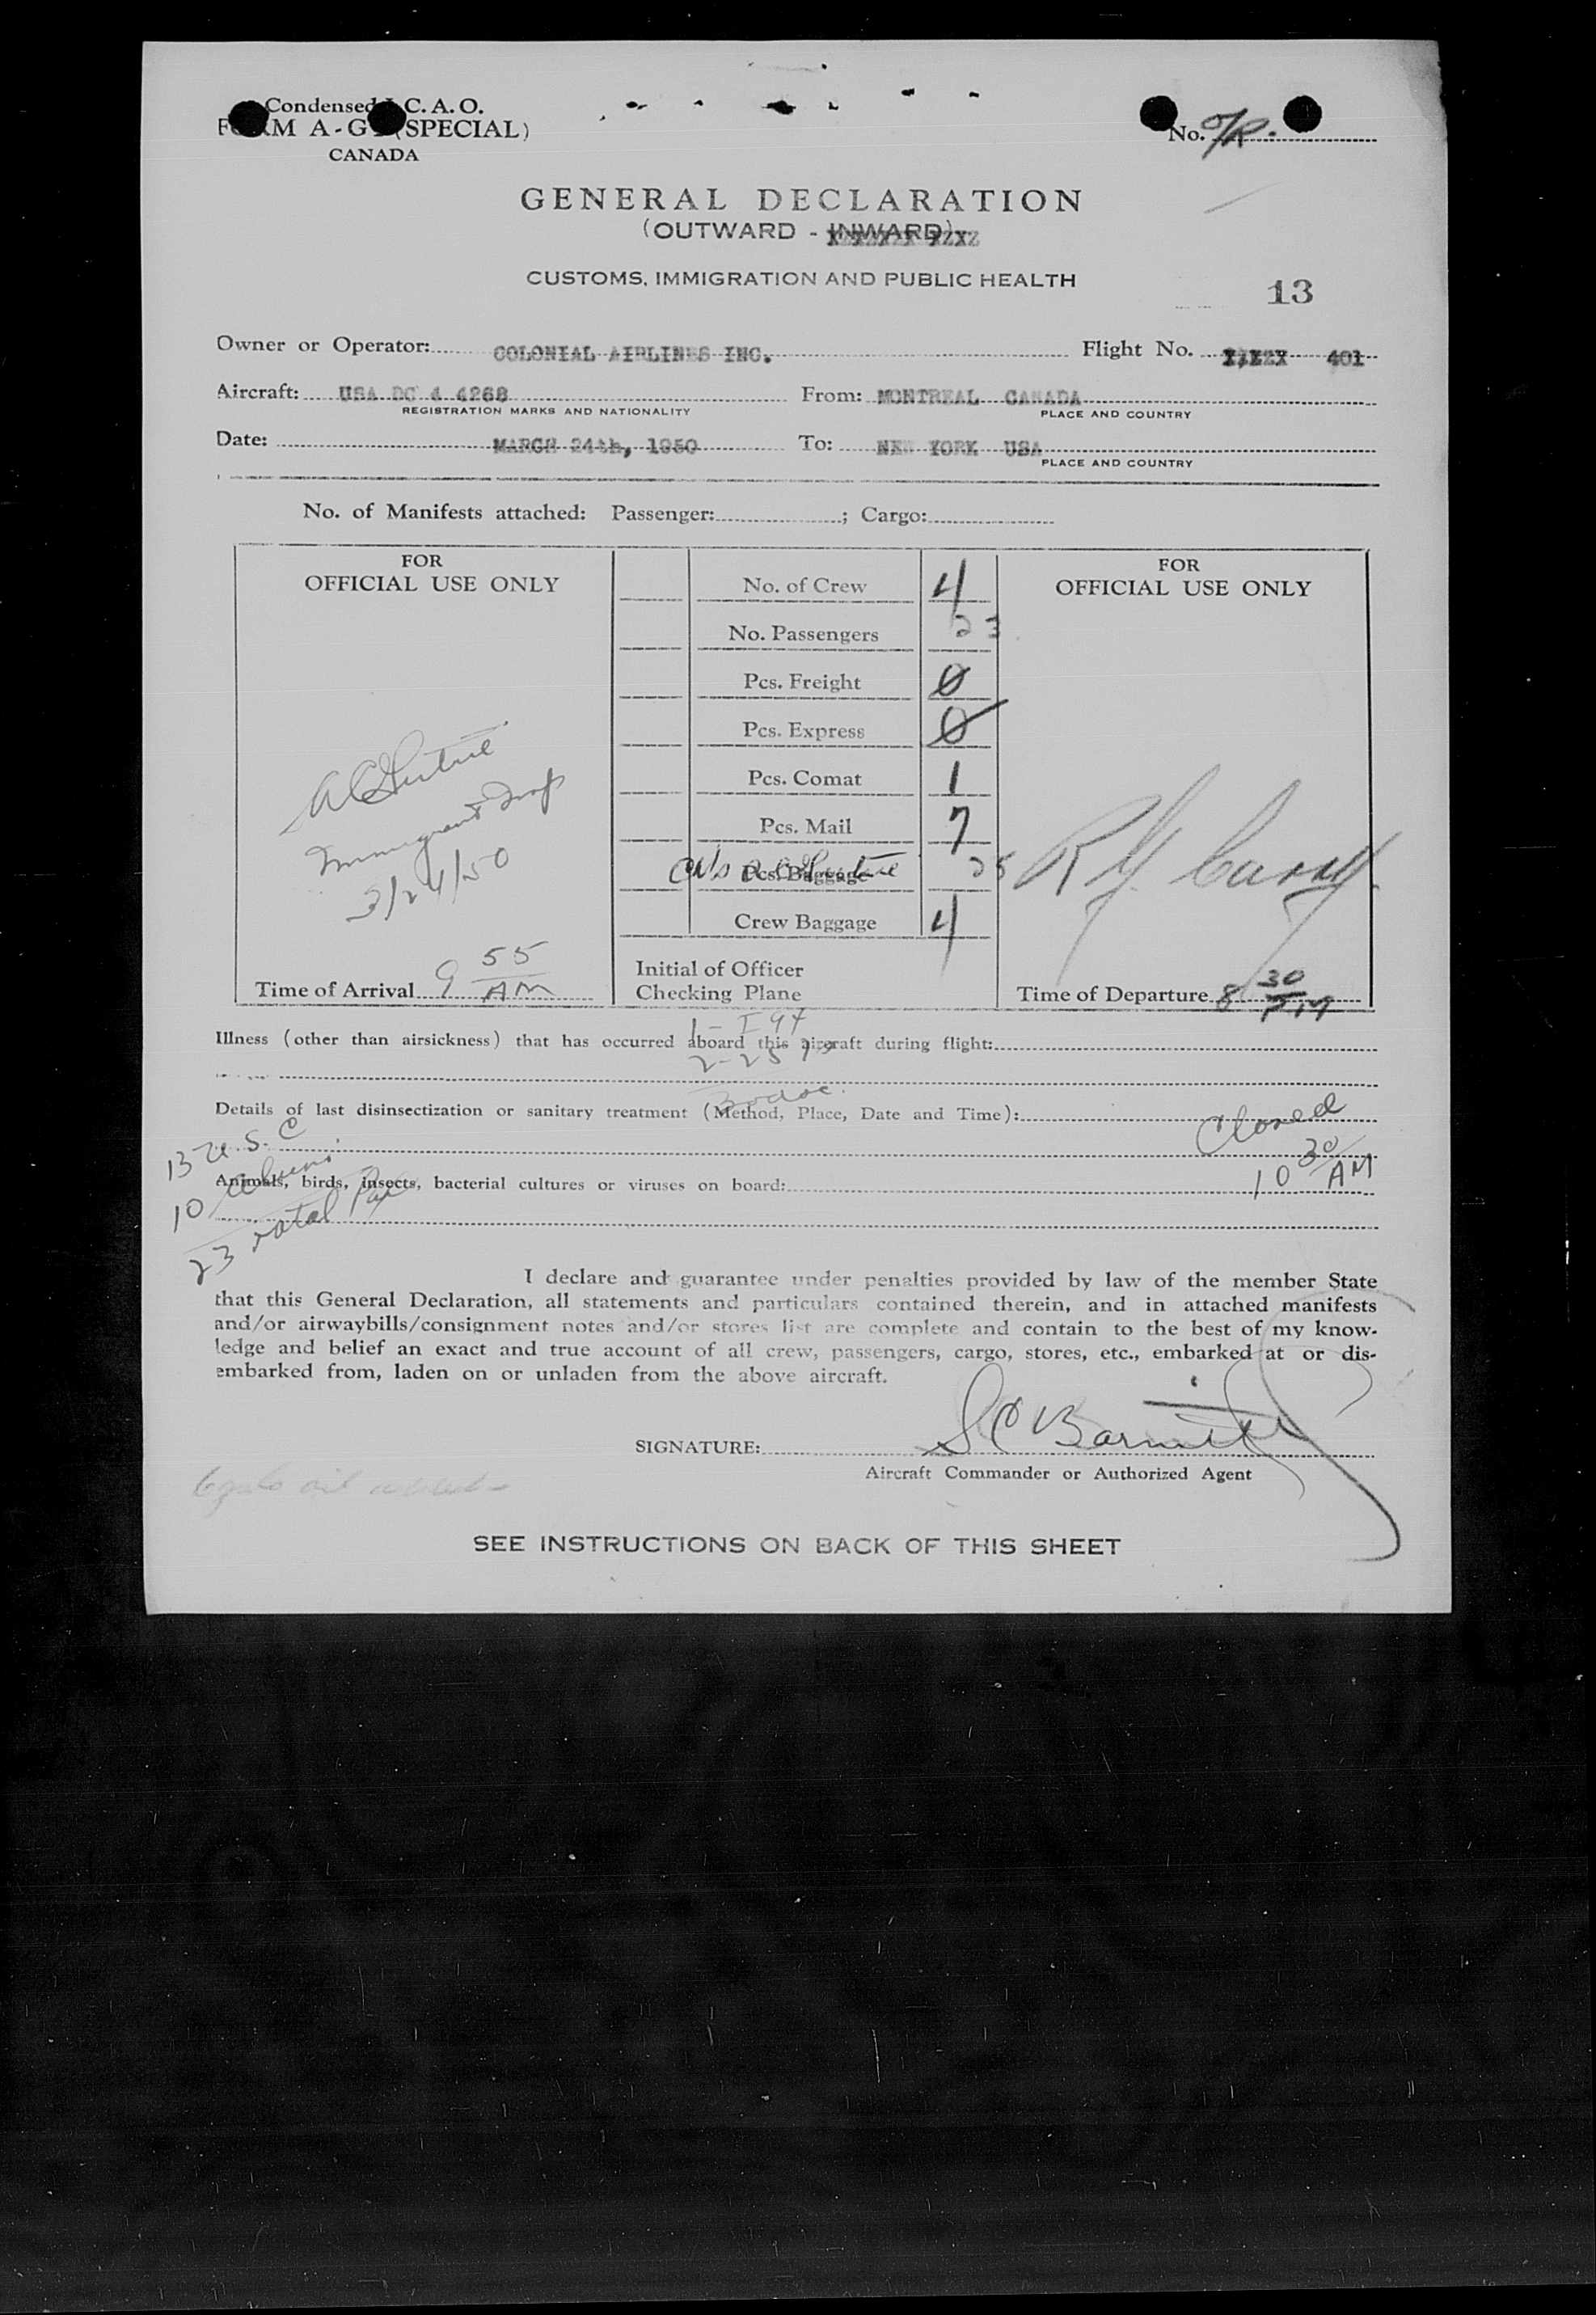 Condensed I.C.A.O.
FORM A-G (SPECIAL)
CANADA
No. O/R.
GENERAL DECLARATION
(OUTWARD - INWARD)
CUSTOMS, IMMIGRATION AND PUBLIC HEALTH
13
Owner or Operator: COLONIAL AIRLINES INC. Flight No. 401
Aircraft: USA DC 4 4268 From: MONTREAL CANADA
REGISTRATION MARKS AND NATIONALITY PLACE AND COUNTRY
Date: MARCH 24th, 1950 To: NEW YORK USA
PLACE AND COUNTRY
No. of Manifests attached: Passenger: ; Cargo:
FOR
OFFICIAL USE ONLY
3/24/50
Time of Arrival 9 55 AM
No. of Crew 4
No. Passengers 23
Pcs. Freight 0
Pcs. Express 0
Pcs. Comat 1
Pcs. Mail 7
Pcs. Baggage 25
Crew Baggage 4
Initial of Officer
Checking Plane
FOR
OFFICIAL USE ONLY
Time of Departure 8 30
1 - I 94
Illness (other than airsickness) that has occurred aboard this aircraft during flight:
Details of last disinsectization or sanitary treatment (Method, Place, Date and Time):
Closed
10 30 AM
13 U.S.C
10 aliens
23 total Pax
Animals, birds, insects, bacterial cultures or viruses on board:
I declare and guarantee under penalties provided by law of the member State
that this General Declaration, all statements and particulars contained therein, and in attached manifests
and/or airwaybills/consignment notes and/or stores list are complete and contain to the best of my know-
ledge and belief an exact and true account of all crew, passengers, cargo, stores, etc., embarked at or dis-
embarked from, laden on or unladen from the above aircraft.
SIGNATURE: S C Barnett
Aircraft Commander or Authorized Agent
SEE INSTRUCTIONS ON BACK OF THIS SHEET